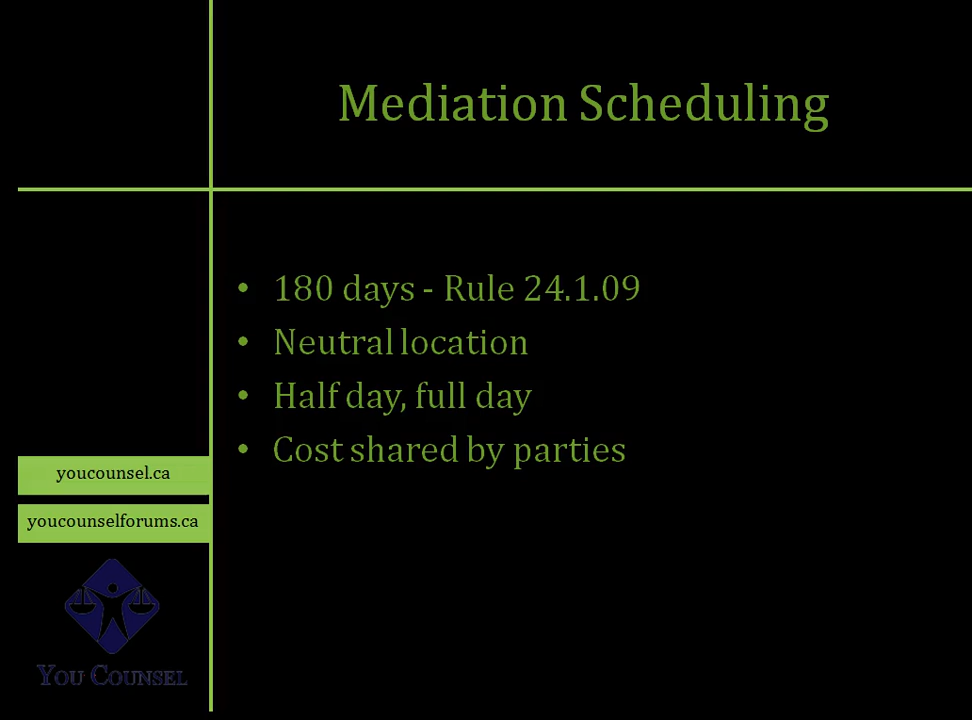 Mediation Scheduling
• 180 days - Rule 24.1.09
• Neutral location
• Half day, full day
• Cost shared by parties
youcounsel.ca
youcounselforums.ca
YOU COUNSEL